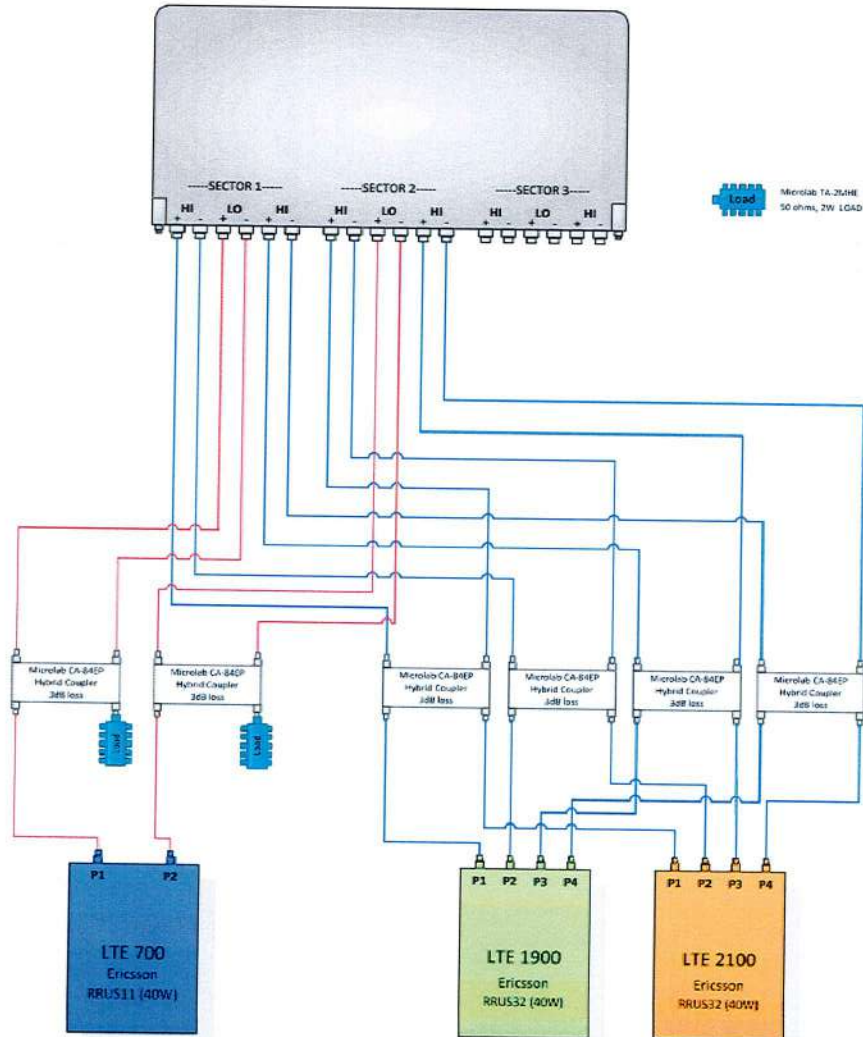 -----SECTOR 1-----
-----SECTOR 2-----
-----SECTOR 3-----
HI LO HI HI LO HI HI LO HI
+ - + - + - + - + - + - + - + - + -
Load
Microlab TA-2MHE
50 ohms, 2W LOAD
Microlab CA-84EP
Hybrid Coupler
3dB loss
Microlab CA-84EP
Hybrid Coupler
3dB loss
Microlab CA-84EP
Hybrid Coupler
3dB loss
Microlab CA-84EP
Hybrid Coupler
3dB loss
Microlab CA-84EP
Hybrid Coupler
3dB loss
Microlab CA-84EP
Hybrid Coupler
3dB loss
Load
Load
P1 P2
LTE 700
Ericsson
RRUS11 (40W)
P1 P2 P3 P4
LTE 1900
Ericsson
RRUS32 (40W)
P1 P2 P3 P4
LTE 2100
Ericsson
RRUS32 (40W)